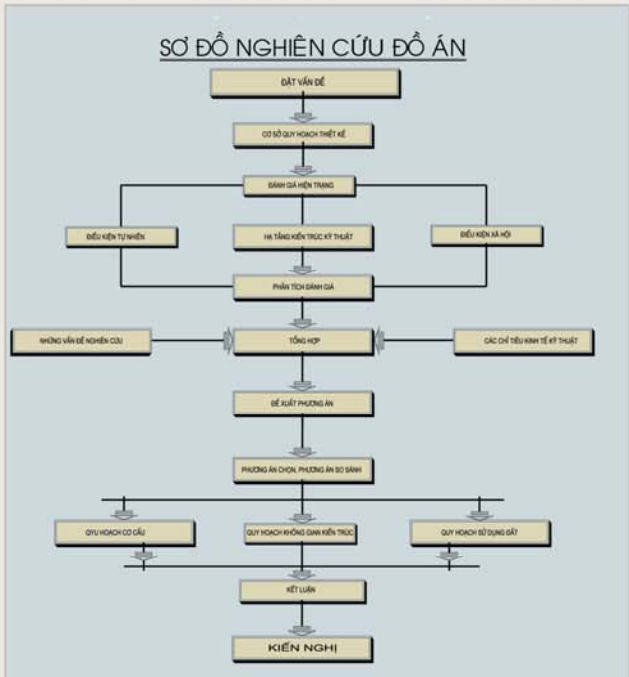 SƠ ĐỒ NGHIÊN CỨU ĐỒ ÁN
ĐẶT VẤN ĐỀ
CƠ SỞ QUY HOẠCH THIẾT KẾ
ĐÁNH GIÁ HIỆN TRẠNG
ĐIỀU KIỆN TỰ NHIÊN
HẠ TẦNG KIẾN TRÚC KỸ THUẬT
ĐIỀU KIỆN XÃ HỘI
PHÂN TÍCH ĐÁNH GIÁ
NHỮNG VẤN ĐỀ NGHIÊN CỨU
TỔNG HỢP
CÁC CHỈ TIÊU KINH TẾ KỸ THUẬT
ĐỀ XUẤT PHƯƠNG ÁN
PHƯƠNG ÁN CHỌN, PHƯƠNG ÁN SO SÁNH
QYU HOẠCH CƠ CẤU
QUY HOẠCH KHÔNG GIAN KIẾN TRÚC
QUY HOẠCH SỬ DỤNG ĐẤT
KẾT LUẬN
KIẾN NGHỊ